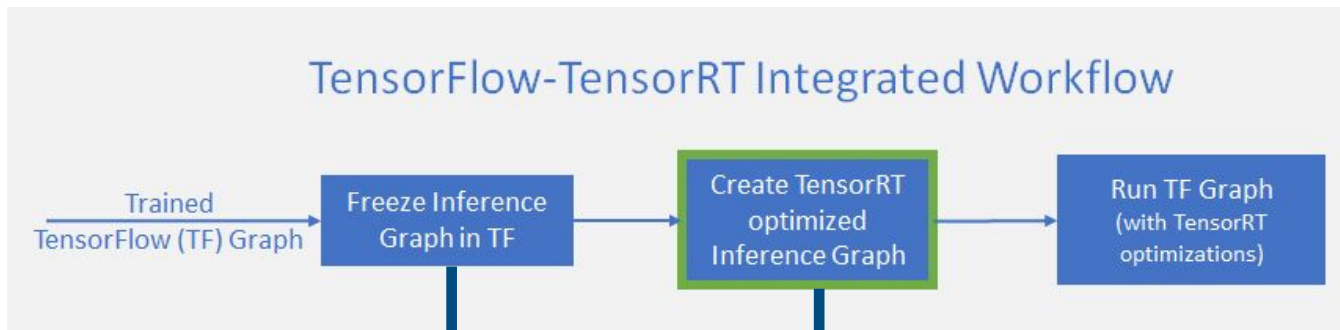 TensorFlow-TensorRT Integrated Workflow
Trained
TensorFlow (TF) Graph
Freeze Inference
Graph in TF
Create TensorRT
optimized
Inference Graph
Run TF Graph
(with TensorRT
optimizations)